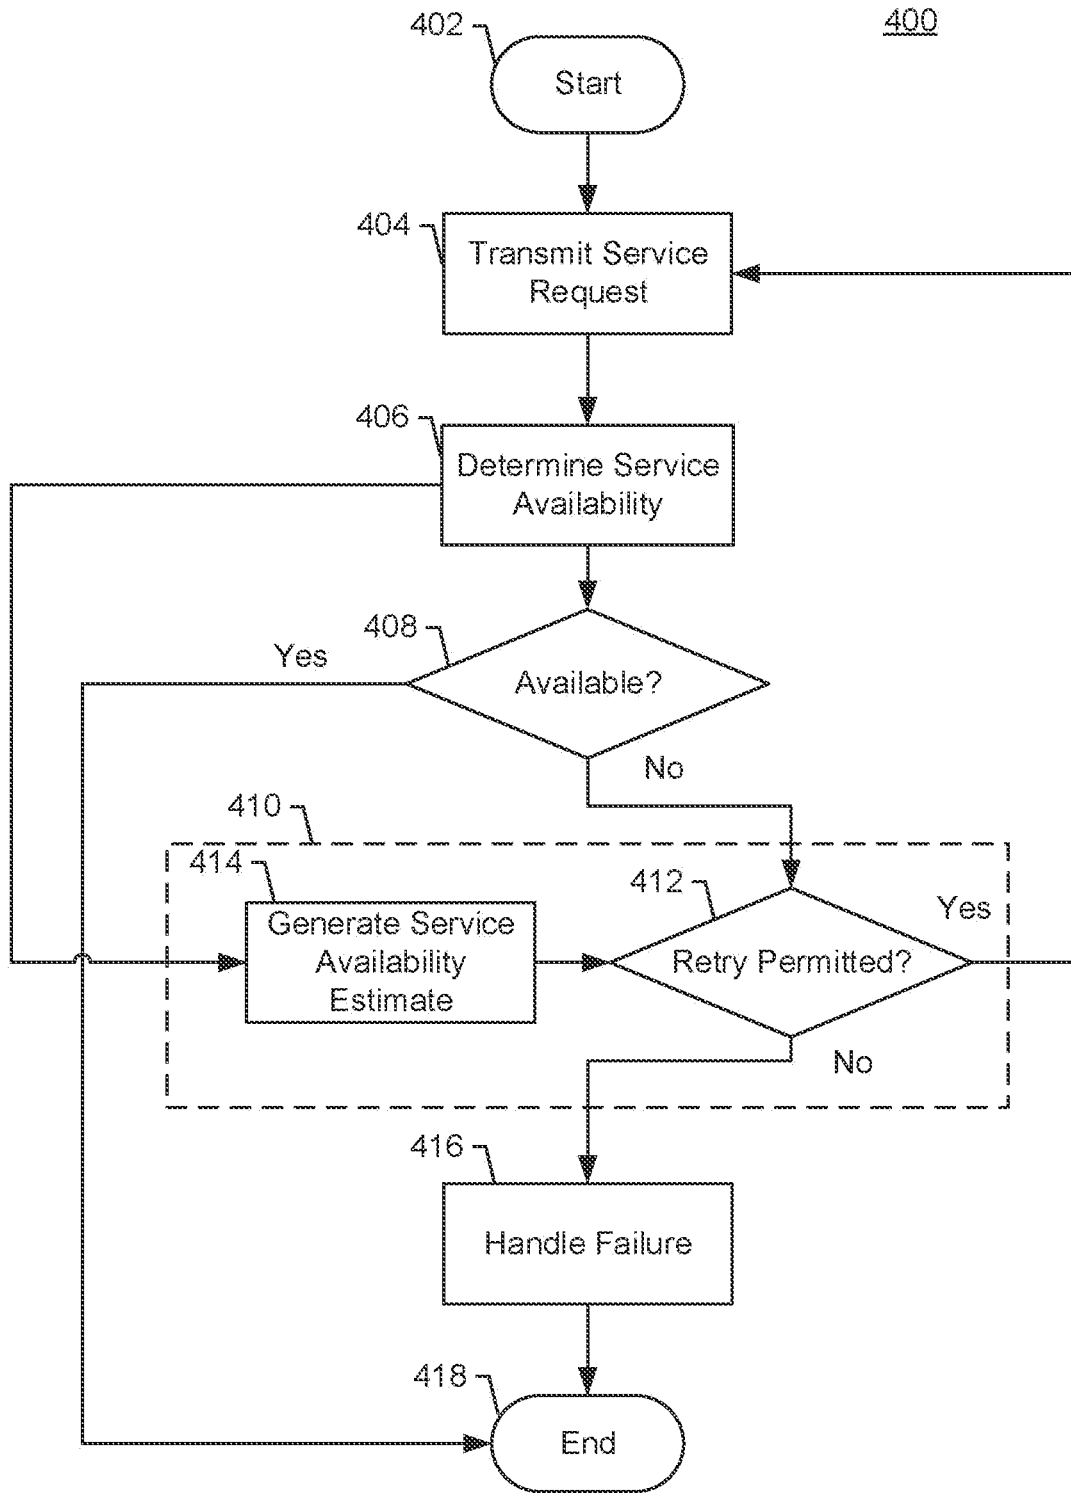 400
402
Start
404
Transmit Service
Request
406
Determine Service
Availability
408
Yes
Available?
No
410
414
412
Yes
Generate Service
Availability
Estimate
Retry Permitted?
No
416
Handle Failure
418
End